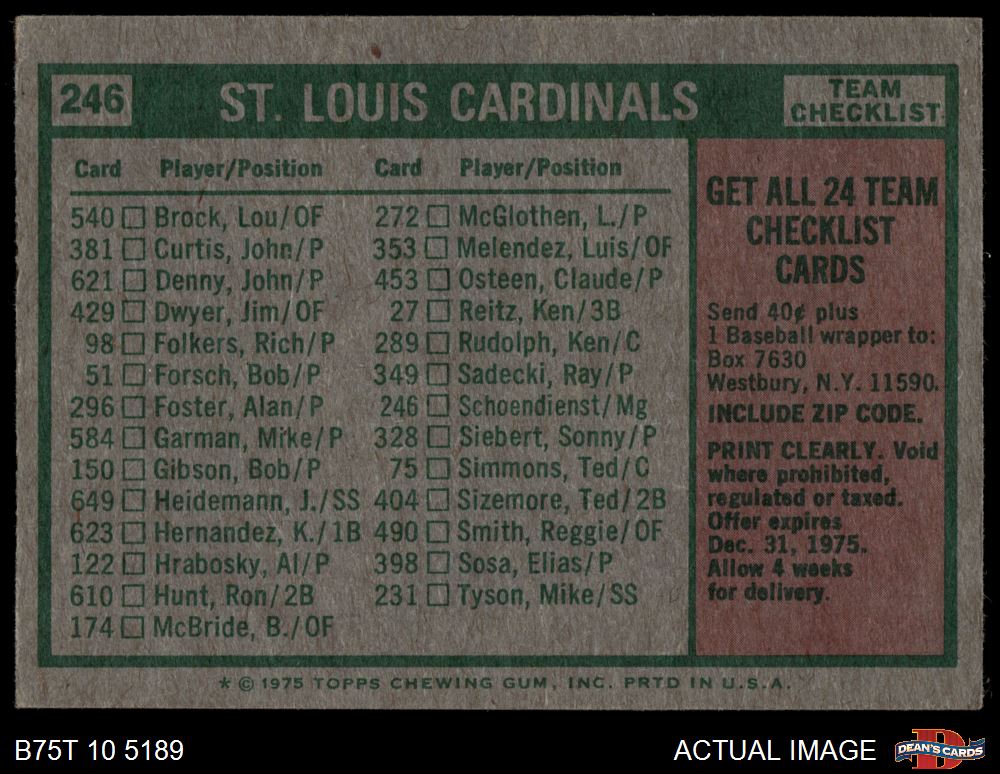 246 ST. LOUIS CARDINALS TEAM CHECKLIST
Card Player/Position Card Player/Position
540 □ Brock, Lou/OF 272 □ McGlothen, L./P
381 □ Curtis, John/P 353 □ Melendez, Luis/OF
621 □ Denny, John/P 453 □ Osteen, Claude/P
429 □ Dwyer, Jim/OF 27 □ Reitz, Ken/3B
98 □ Folkers, Rich/P 289 □ Rudolph, Ken/C
51 □ Forsch, Bob/P 349 □ Sadecki, Ray/P
296 □ Foster, Alan/P 246 □ Schoendienst/Mg
584 □ Garman, Mike/P 328 □ Siebert, Sonny/P
150 □ Gibson, Bob/P 75 □ Simmons, Ted/C
649 □ Heidemann, J./SS 404 □ Sizemore, Ted/2B
623 □ Hernandez, K./1B 490 □ Smith, Reggie/OF
122 □ Hrabosky, Al/P 398 □ Sosa, Elias/P
610 □ Hunt, Ron/2B 231 □ Tyson, Mike/SS
174 □ McBride, B./OF
GET ALL 24 TEAM
CHECKLIST
CARDS
Send 40¢ plus
1 Baseball wrapper to:
Box 7630
Westbury, N.Y. 11590.
INCLUDE ZIP CODE.
PRINT CLEARLY. Void
where prohibited,
regulated or taxed.
Offer expires
Dec. 31, 1975.
Allow 4 weeks
for delivery.
* © 1975 TOPPS CHEWING GUM, INC. PRTD IN U.S.A.
B75T 10 5189 ACTUAL IMAGE DEAN'S CARDS